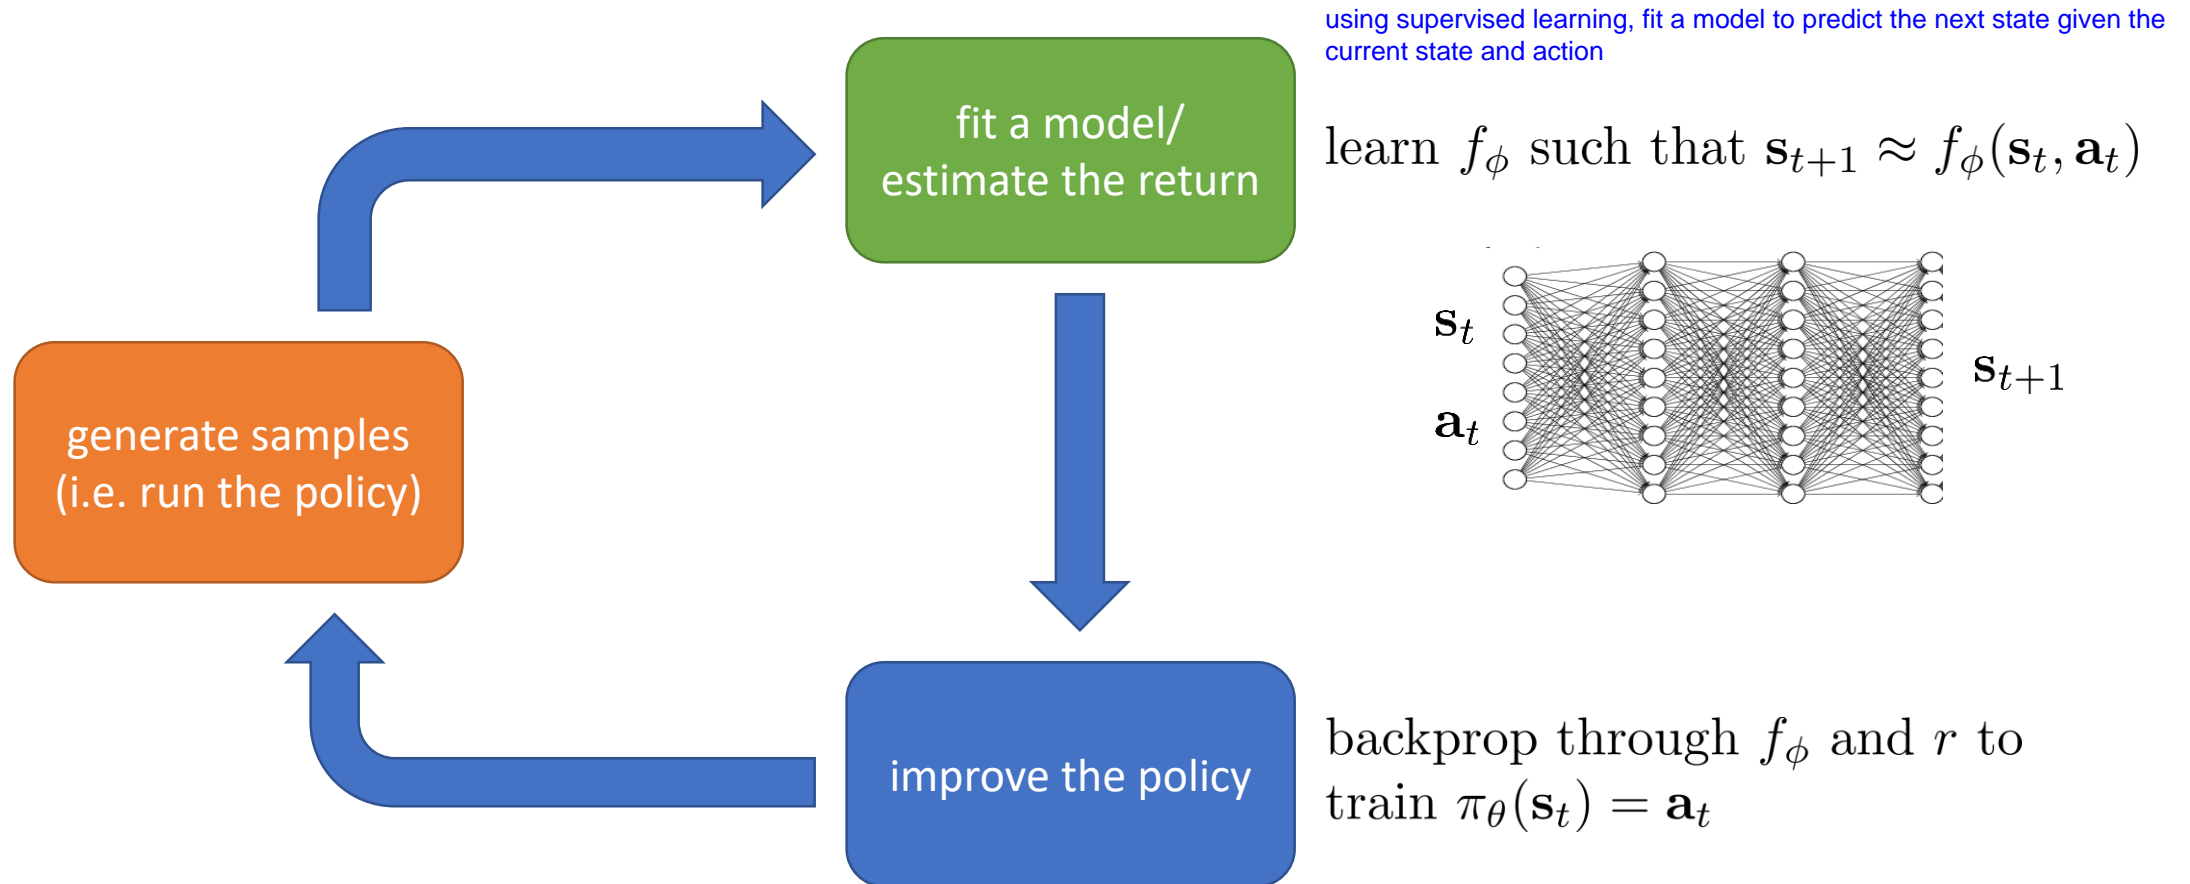 using supervised learning, fit a model to predict the next state given the
current state and action
fit a model/
estimate the return
learn f_ϕ such that s_{t+1} ≈ f_ϕ(s_t, a_t)
s_t
a_t
s_{t+1}
generate samples
(i.e. run the policy)
improve the policy
backprop through f_ϕ and r to
train π_θ(s_t) = a_t